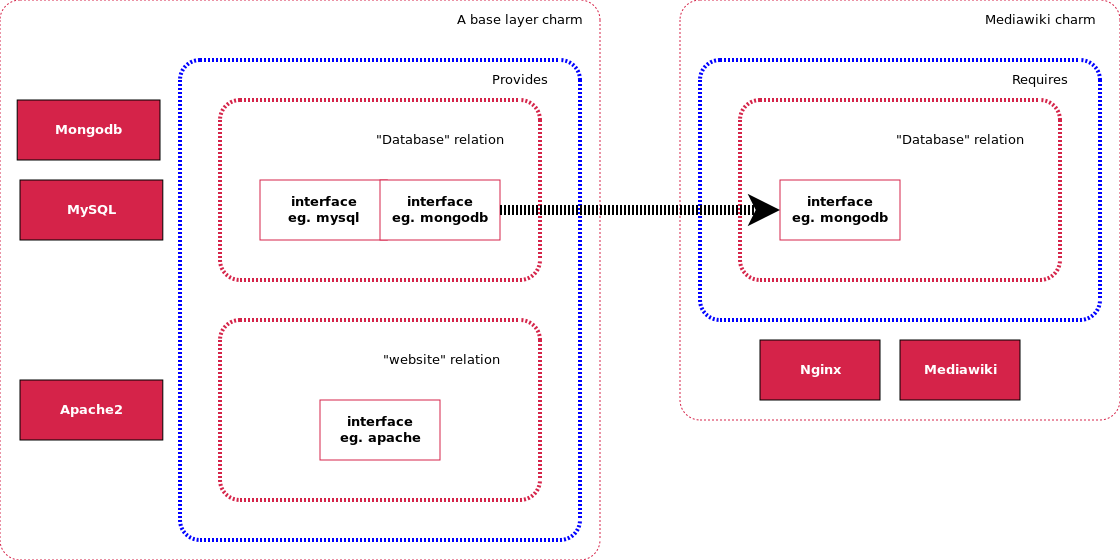 A base layer charm
Provides
Mongodb
"Database" relation
MySQL
interface
eg. mysql
interface
eg. mongodb
"website" relation
Apache2
interface
eg. apache
Mediawiki charm
Requires
"Database" relation
interface
eg. mongodb
Nginx
Mediawiki